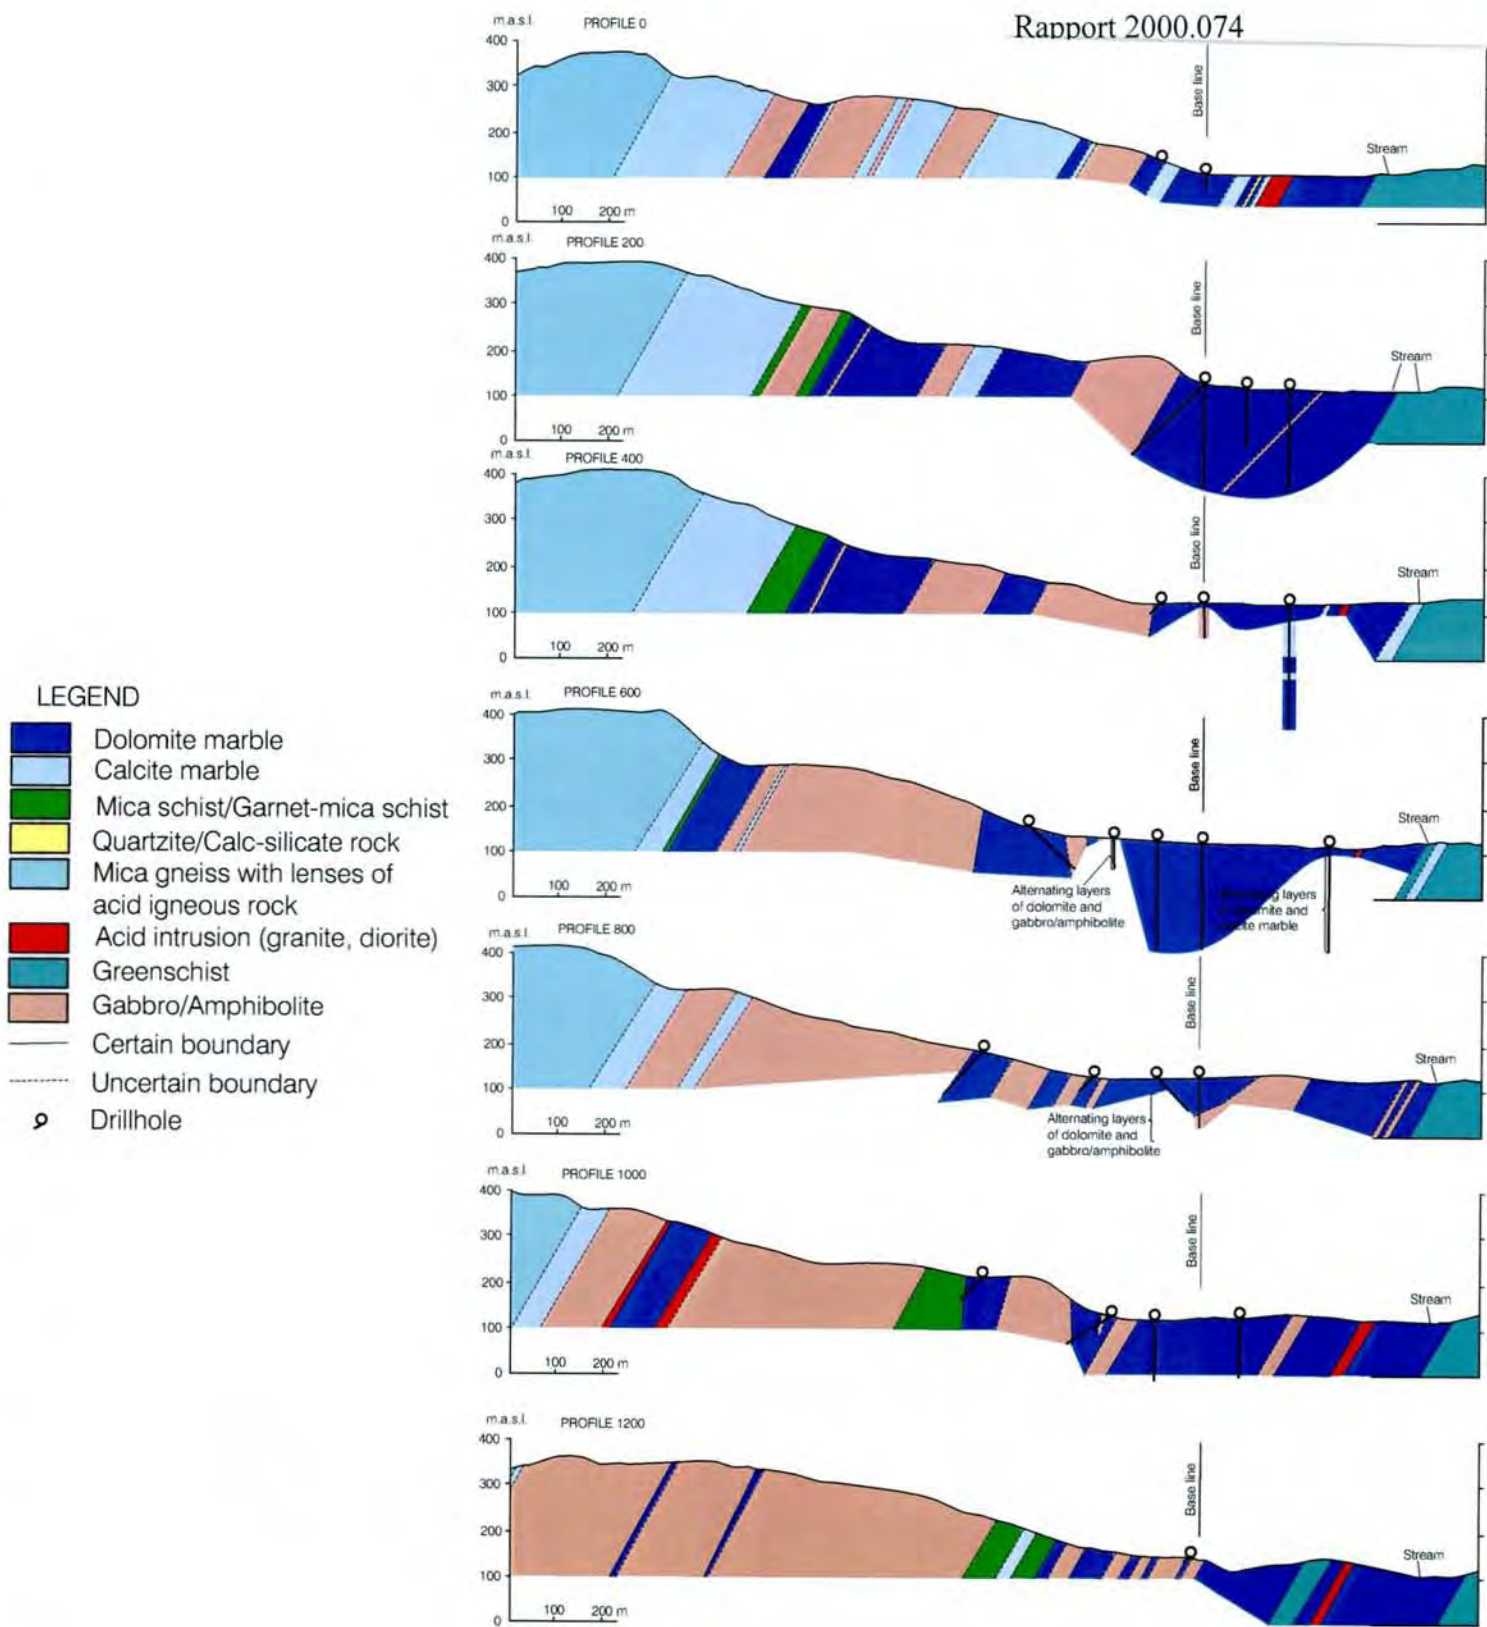 Rapport 2000.074
m.a.s.l. PROFILE 0
400
300
200
100
0
100 200 m
Base line
Stream
m.a.s.l. PROFILE 200
400
300
200
100
0
100 200 m
Base line
Stream
m.a.s.l. PROFILE 400
400
300
200
100
0
100 200 m
Base line
Stream
m.a.s.l. PROFILE 600
400
300
200
100
0
100 200 m
Base line
Stream
Alternating layers
of dolomite and
gabbro/amphibolite
Alternating layers
of dolomite and
calcite marble
m.a.s.l. PROFILE 800
400
300
200
100
0
100 200 m
Base line
Stream
Alternating layers
of dolomite and
gabbro/amphibolite
m.a.s.l. PROFILE 1000
400
300
200
100
0
100 200 m
Base line
Stream
m.a.s.l. PROFILE 1200
400
300
200
100
0
100 200 m
Base line
Stream
LEGEND
Dolomite marble
Calcite marble
Mica schist/Garnet-mica schist
Quartzite/Calc-silicate rock
Mica gneiss with lenses of
acid igneous rock
Acid intrusion (granite, diorite)
Greenschist
Gabbro/Amphibolite
Certain boundary
Uncertain boundary
Drillhole